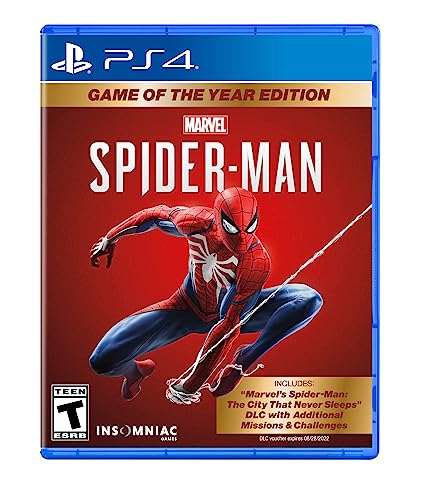 PS4
GAME OF THE YEAR EDITION
MARVEL
SPIDER-MAN
INCLUDES:
"Marvel's Spider-Man:
The City That Never Sleeps"
DLC with Additional
Missions & Challenges
DLC voucher expires 08/28/2022
TEEN
T
ESRB
INSOMNIAC
GAMES